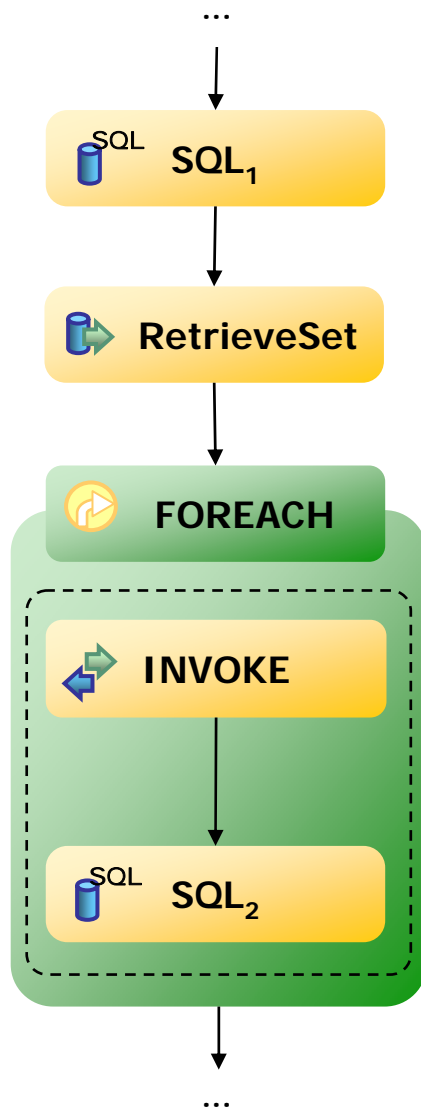 ...
SQL
SQL₁
RetrieveSet
FOREACH
INVOKE
SQL
SQL₂
...